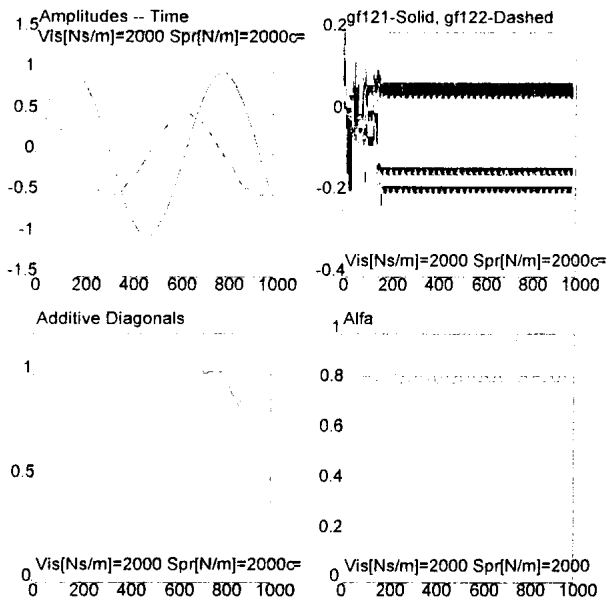 Amplitudes -- Time
Vis[Ns/m]=2000 Spr[N/m]=2000c=
1.5
1
0.5
0
-0.5
-1
-1.5
0 200 400 600 800 1000
gf121-Solid, gf122-Dashed
0.2
0
-0.2
-0.4
Vis[Ns/m]=2000 Spr[N/m]=2000c=
0 200 400 600 800 1000
Additive Diagonals
1
0.5
0
Vis[Ns/m]=2000 Spr[N/m]=2000c=
0 200 400 600 800 1000
Alfa
1
0.8
0.6
0.4
0.2
0
Vis[Ns/m]=2000 Spr[N/m]=2000
0 200 400 600 800 1000